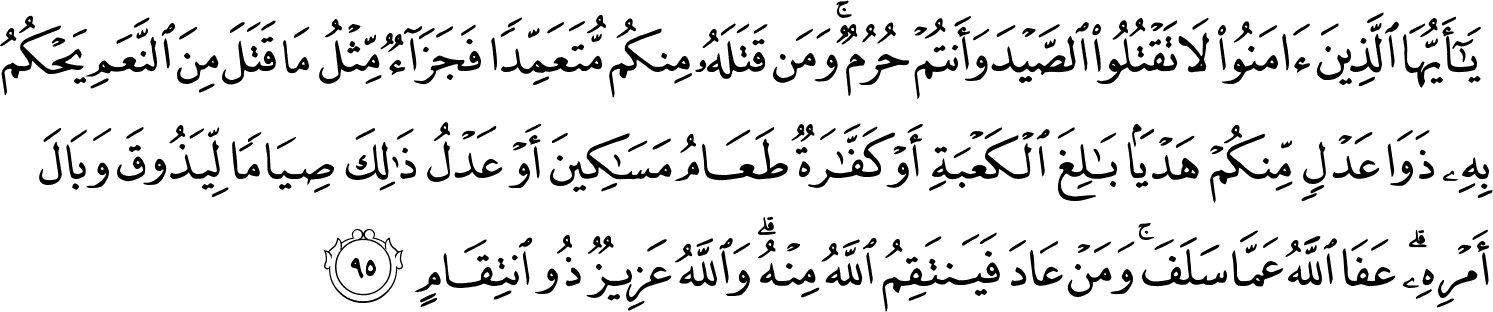 يَـٰٓأَيُّهَا ٱلَّذِينَ ءَامَنُوا۟ لَا تَقْتُلُوا۟ ٱلصَّيْدَ وَأَنتُمْ حُرُمٌ ۚ وَمَن قَتَلَهُۥ مِنكُم مُّتَعَمِّدًا فَجَزَآءٌ مِّثْلُ مَا قَتَلَ مِنَ ٱلنَّعَمِ يَحْكُمُ
بِهِۦ ذَوَا عَدْلٍ مِّنكُمْ هَدْيًۢا بَـٰلِغَ ٱلْكَعْبَةِ أَوْ كَفَّـٰرَةٌ طَعَامُ مَسَـٰكِينَ أَوْ عَدْلُ ذَٰلِكَ صِيَامًا لِّيَذُوقَ وَبَالَ
أَمْرِهِۦ ۗ عَفَا ٱللَّهُ عَمَّا سَلَفَ ۚ وَمَنْ عَادَ فَيَنتَقِمُ ٱللَّهُ مِنْهُ ۗ وَٱللَّهُ عَزِيزٌ ذُو ٱنتِقَامٍ ٩٥